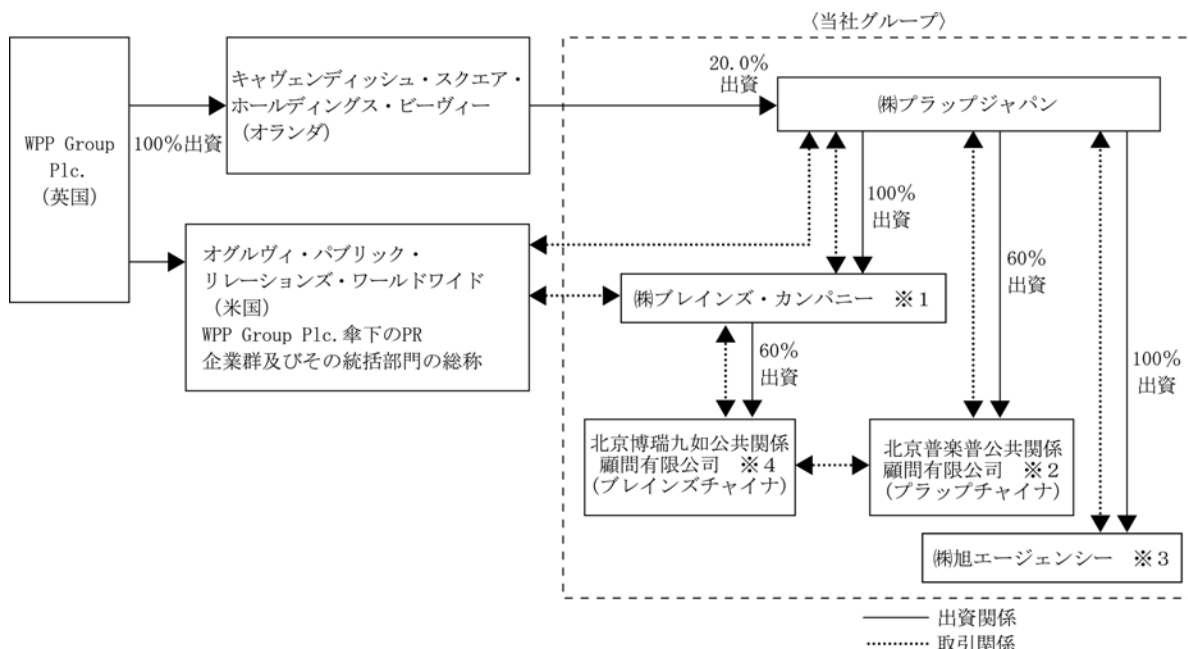 〈当社グループ〉
WPP Group
Plc.
(英国)
100%出資
キャヴェンディッシュ・スクエア・
ホールディングス・ビーヴィー
(オランダ)
20.0%
出資
㈱プラップジャパン
オグルヴィ・パブリック・
リレーションズ・ワールドワイド
(米国)
WPP Group Plc.傘下のPR
企業群及びその統括部門の総称
100%
出資
60%
出資
100%
出資
㈱ブレインズ・カンパニー ※1
60%
出資
北京博瑞九如公共関係
顧問有限公司 ※4
(ブレインズチャイナ)
北京普楽普公共関係
顧問有限公司 ※2
(プラップチャイナ)
㈱旭エージェンシー ※3
出資関係
取引関係